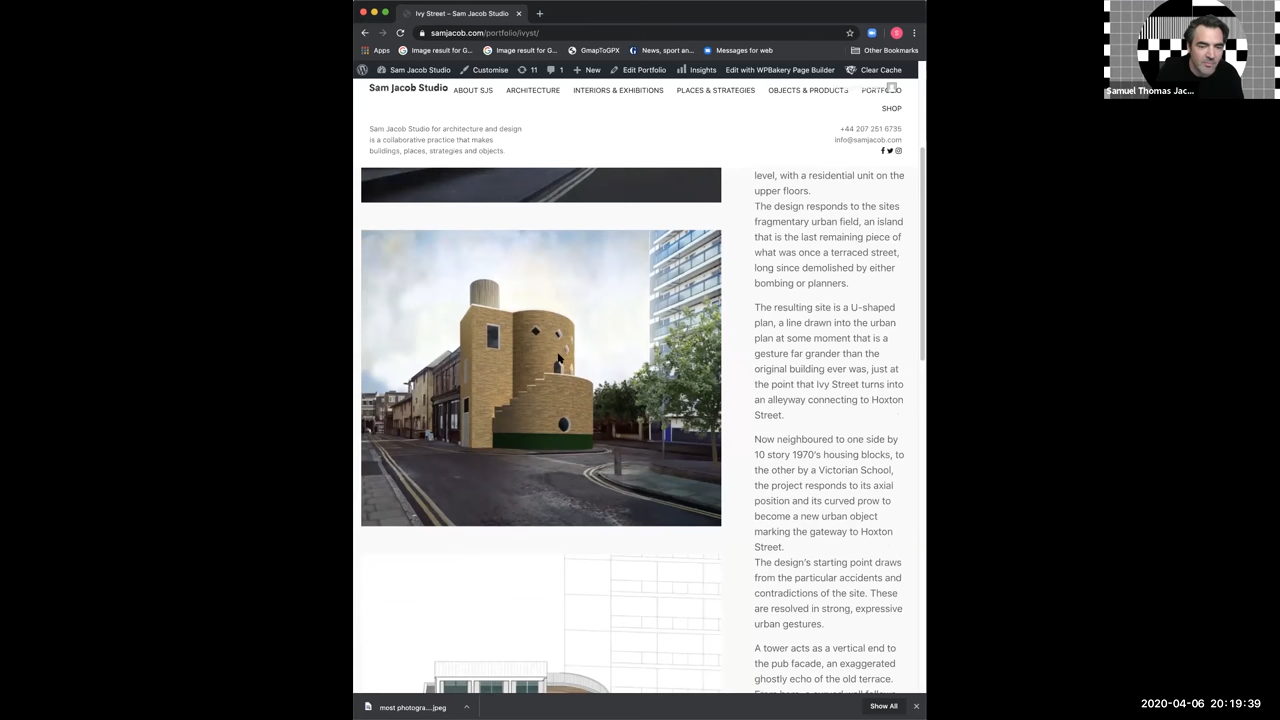 Ivy Street – Sam Jacob Studio
samjacob.com/portfolio/ivyst/
Apps Image result for G... Image result for G... GmapToGPX News, sport an... Messages for web Other Bookmarks
Sam Jacob Studio Customise 11 1 New Edit Portfolio Insights Edit with WPBakery Page Builder Clear Cache
Sam Jacob Studio ABOUT SJS ARCHITECTURE INTERIORS & EXHIBITIONS PLACES & STRATEGIES OBJECTS & PRODUCTS PORTFOLIO
SHOP
Sam Jacob Studio for architecture and design
is a collaborative practice that makes
buildings, places, strategies and objects.
+44 207 251 6735
info@samjacob.com
level, with a residential unit on the
upper floors.
The design responds to the sites
fragmentary urban field, an island
that is the last remaining piece of
what was once a terraced street,
long since demolished by either
bombing or planners.
The resulting site is a U-shaped
plan, a line drawn into the urban
plan at some moment that is a
gesture far grander than the
original building ever was, just at
the point that Ivy Street turns into
an alleyway connecting to Hoxton
Street.
Now neighboured to one side by
10 story 1970's housing blocks, to
the other by a Victorian School,
the project responds to its axial
position and its curved prow to
become a new urban object
marking the gateway to Hoxton
Street.
The design's starting point draws
from the particular accidents and
contradictions of the site. These
are resolved in strong, expressive
urban gestures.
A tower acts as a vertical end to
the pub facade, an exaggerated
ghostly echo of the old terrace.
most photogra....jpeg
Show All
Samuel Thomas Jac...
2020-04-06 20:19:39